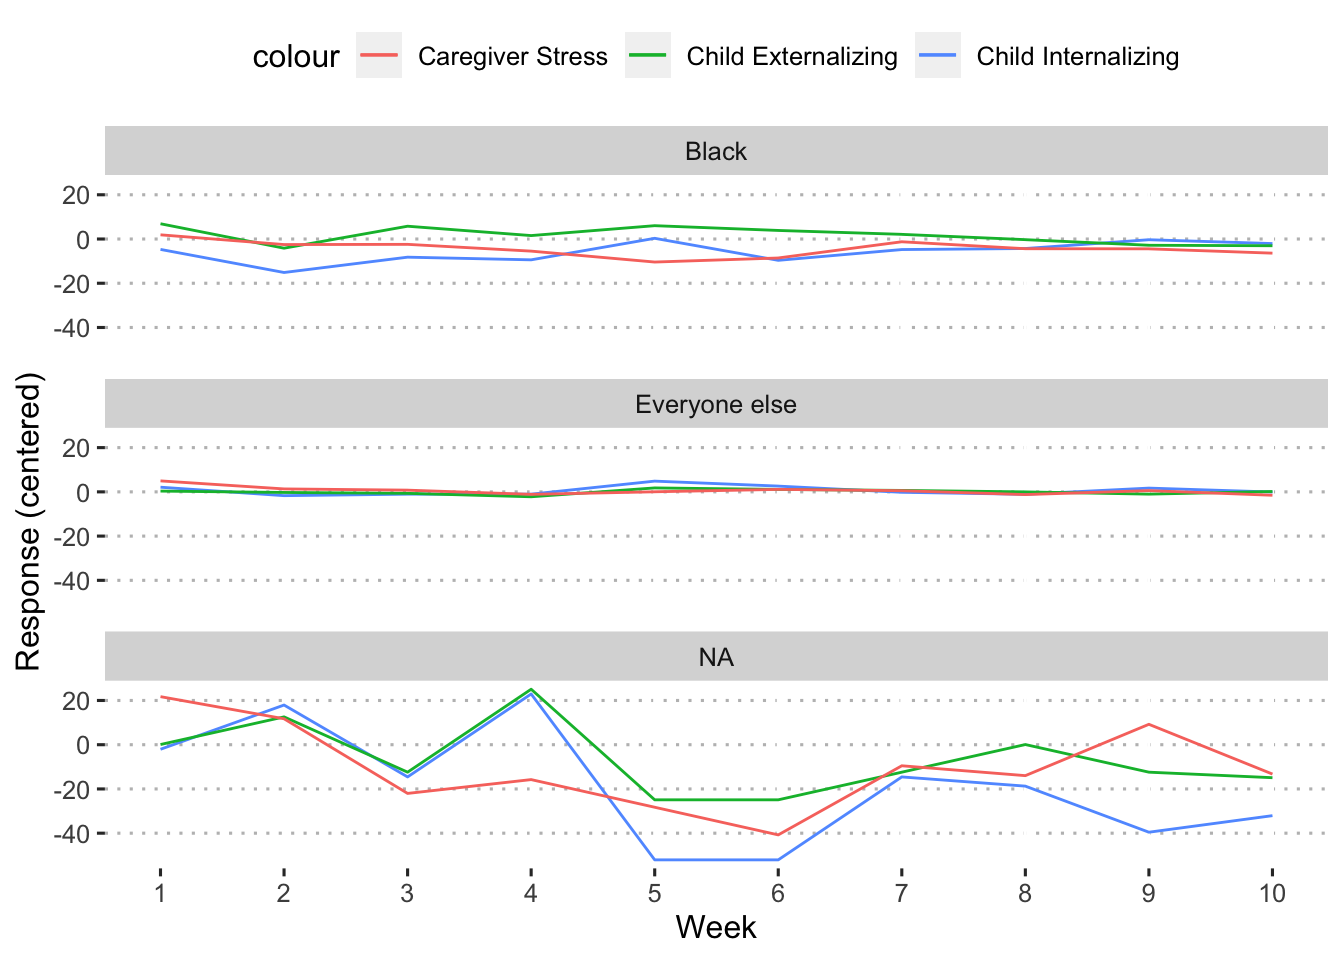 colour Caregiver Stress Child Externalizing Child Internalizing
Black
20
0
-20
-40
Everyone else
20
0
-20
-40
NA
20
0
-20
-40
Response (centered)
1 2 3 4 5 6 7 8 9 10
Week